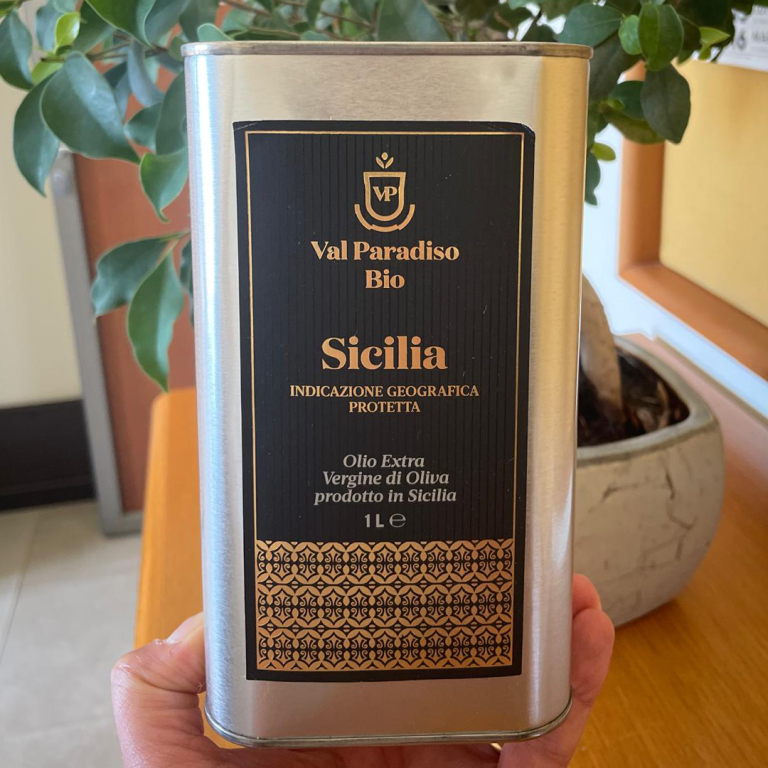 VP
Val Paradiso
Bio
Sicilia
INDICAZIONE GEOGRAFICA
PROTETTA
Olio Extra
Vergine di Oliva
prodotto in Sicilia
1 L ℮